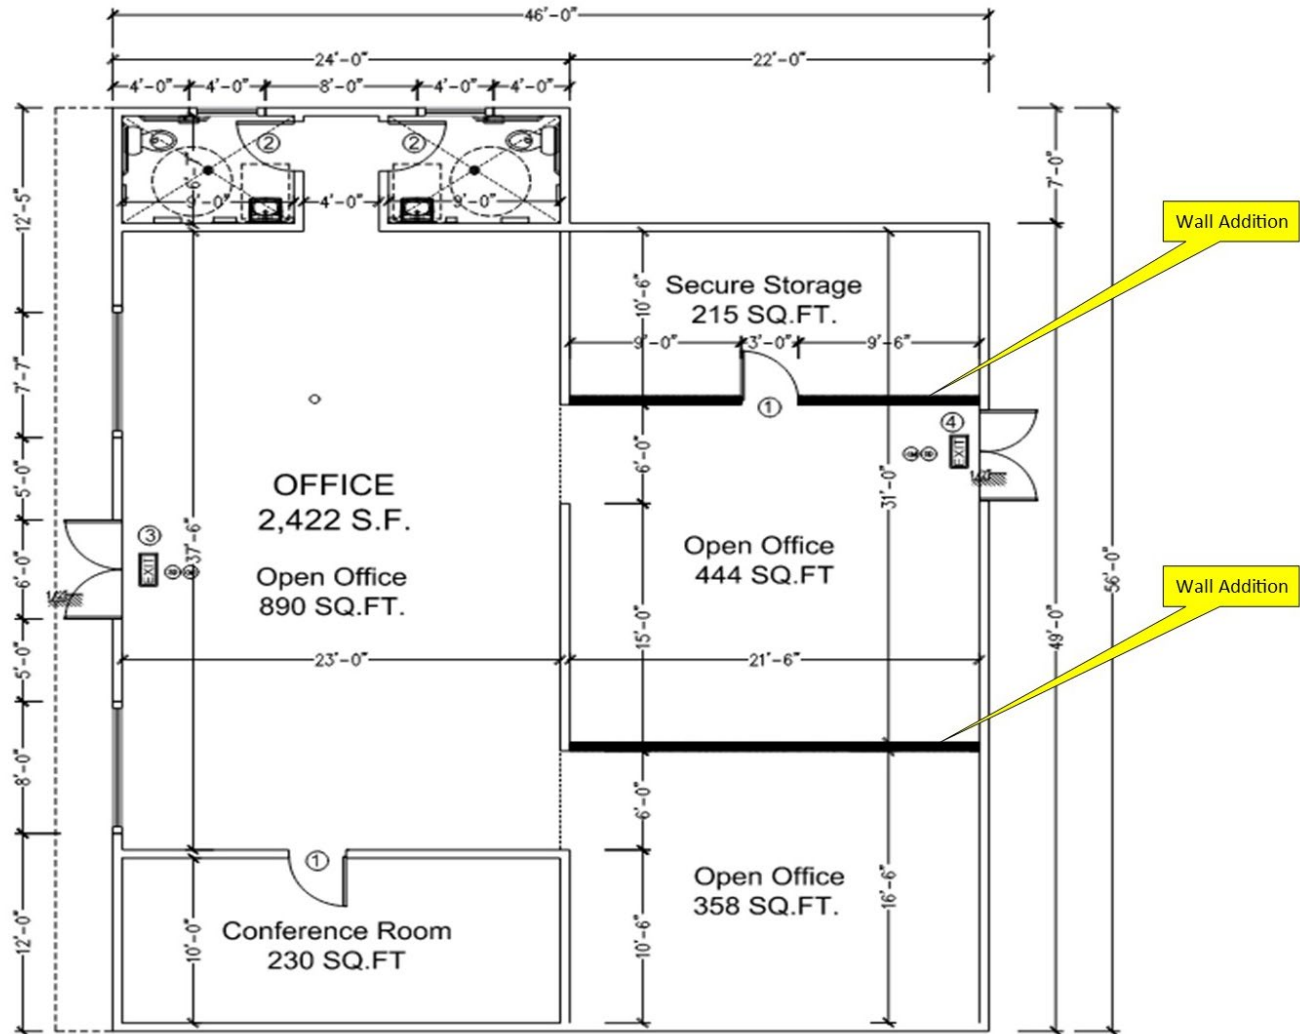 46'-0"
24'-0"
22'-0"
4'-0"
4'-0"
8'-0"
4'-0"
4'-0"
2
2
7'-0"
12'-5"
9'-0"
4'-0"
9'-0"
Wall Addition
Secure Storage
215 SQ.FT.
10'-6"
9'-0"
3'-0"
9'-6"
7'-7"
1
4
EXIT
6'-0"
5'-0"
OFFICE
2,422 S.F.
31'-0"
37'-6"
3
EXIT
Open Office
444 SQ.FT
Open Office
890 SQ.FT.
6'-0"
56'-0"
Wall Addition
49'-0"
15'-0"
5'-0"
23'-0"
21'-6"
8'-0"
6'-0"
1
Open Office
358 SQ.FT.
16'-6"
Conference Room
230 SQ.FT
12'-0"
10'-0"
10'-6"